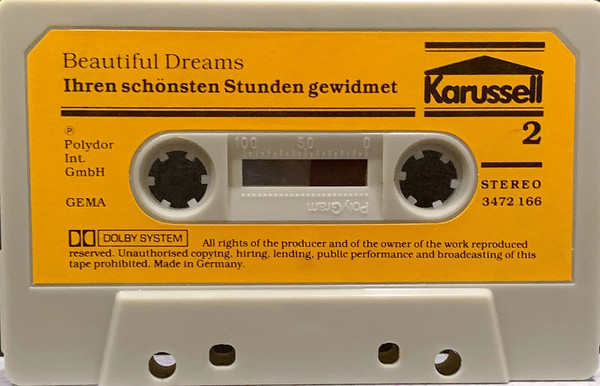 Beautiful Dreams
Ihren schönsten Stunden gewidmet
Karussell
2
℗
Polydor
Int.
GmbH
GEMA
100 50 0
PolyGram
STEREO
3472 166
DOLBY SYSTEM
All rights of the producer and of the owner of the work reproduced
reserved. Unauthorised copying, hiring, lending, public performance and broadcasting of this
tape prohibited. Made in Germany.